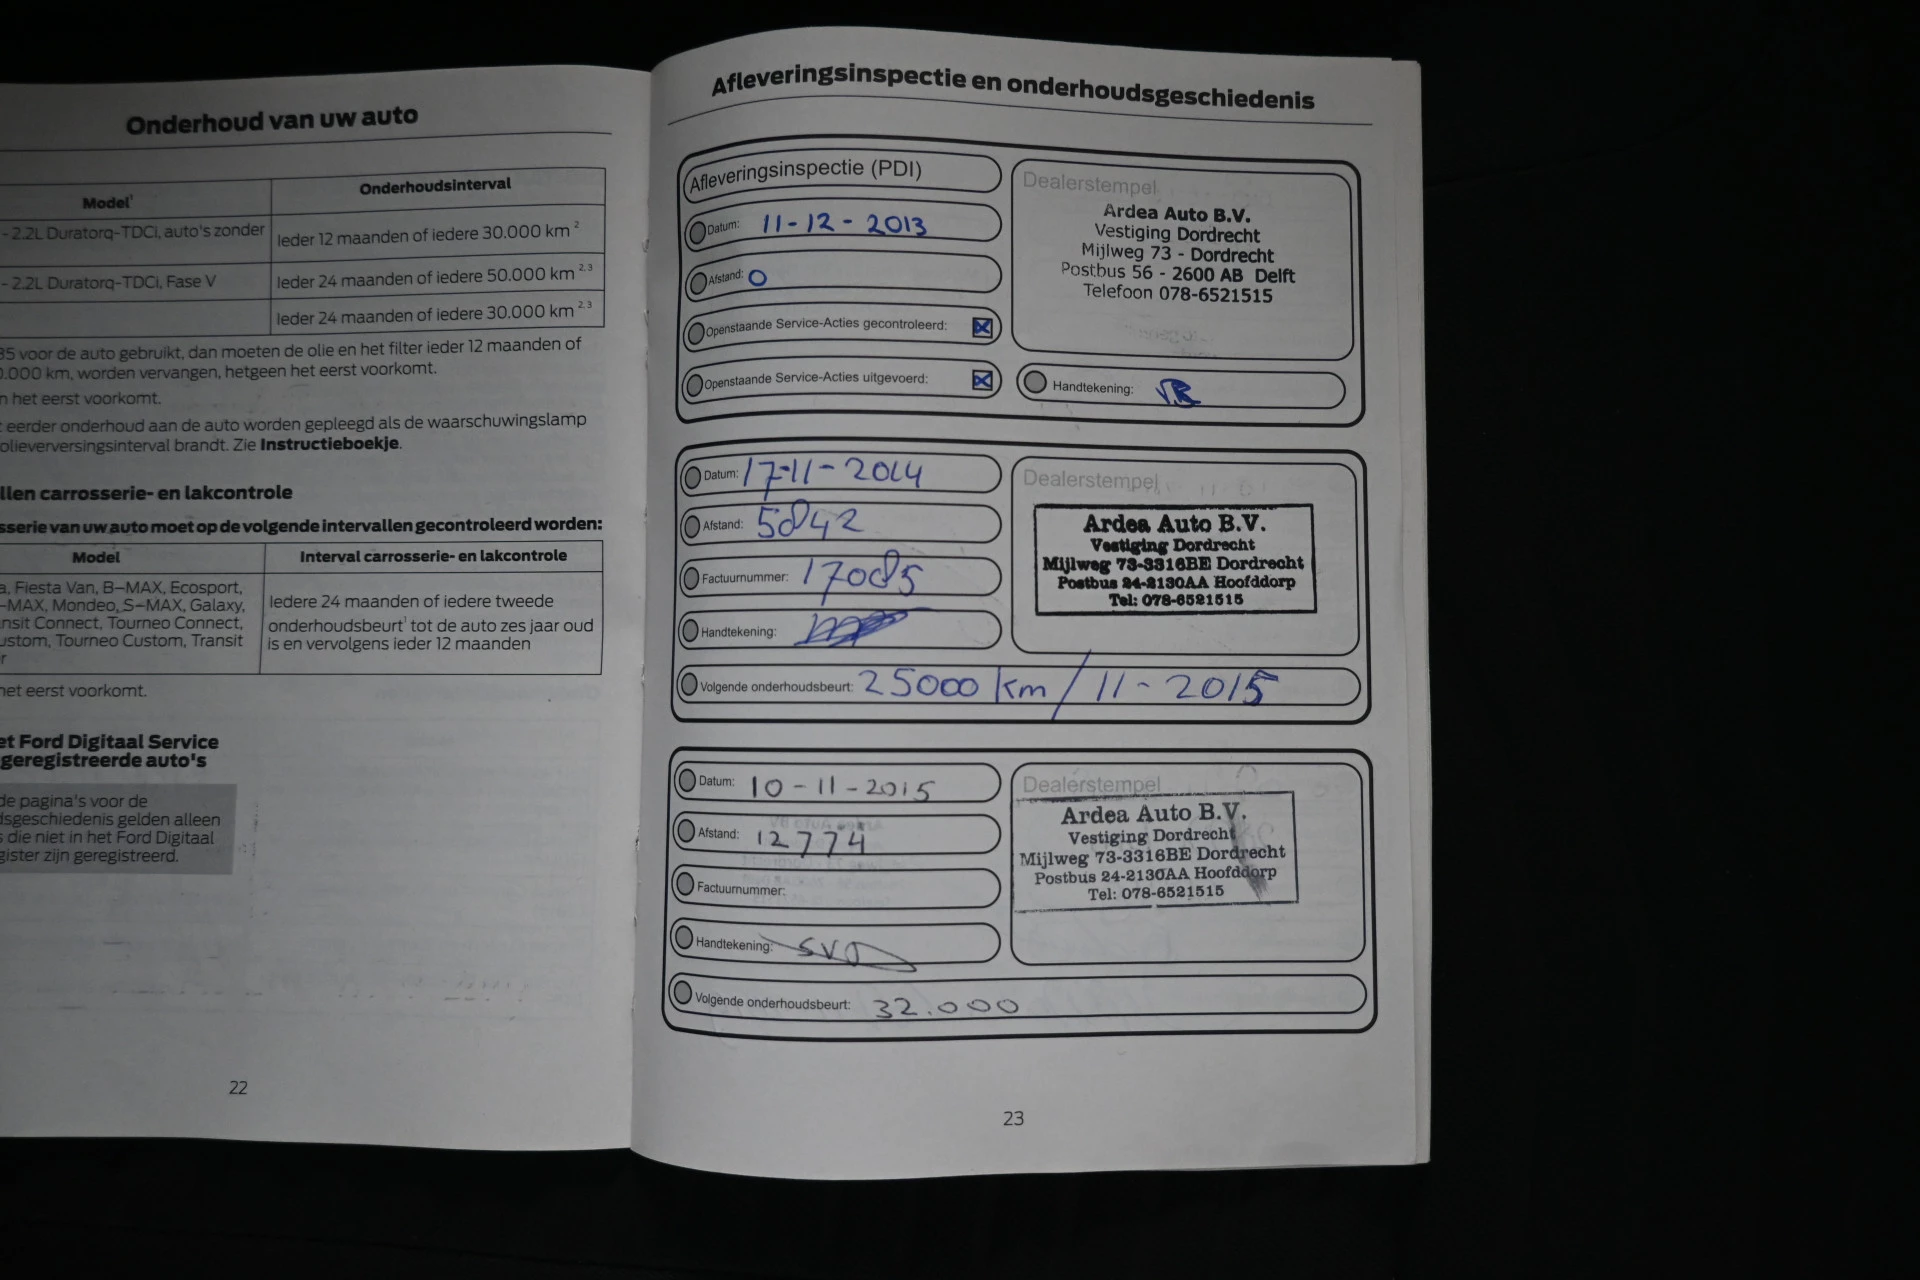 Onderhoud van uw auto
Model¹ Onderhoudsinterval
- 2.2L Duratorq-TDCi, auto's zonder Ieder 12 maanden of iedere 30.000 km ²
- 2.2L Duratorq-TDCi, Fase V Ieder 24 maanden of iedere 50.000 km ²,³
Ieder 24 maanden of iedere 30.000 km ²,³
85 voor de auto gebruikt, dan moeten de olie en het filter ieder 12 maanden of
0.000 km, worden vervangen, hetgeen het eerst voorkomt.
n het eerst voorkomt.
t eerder onderhoud aan de auto worden gepleegd als de waarschuwingslamp
olieverversingsinterval brandt. Zie Instructieboekje.
llen carrosserie- en lakcontrole
sserie van uw auto moet op de volgende intervallen gecontroleerd worden:
Model Interval carrosserie- en lakcontrole
a, Fiesta Van, B-MAX, Ecosport,
-MAX, Mondeo, S-MAX, Galaxy,
nsit Connect, Tourneo Connect,
ustom, Tourneo Custom, Transit
r
Iedere 24 maanden of iedere tweede
onderhoudsbeurt¹ tot de auto zes jaar oud
is en vervolgens ieder 12 maanden
het eerst voorkomt.
et Ford Digitaal Service
geregistreerde auto's
de pagina's voor de
dsgeschiedenis gelden alleen
s die niet in het Ford Digitaal
gister zijn geregistreerd.
22
Afleveringsinspectie en onderhoudsgeschiedenis
Afleveringsinspectie (PDI)
Datum: 11-12-2013
Afstand: 0
Openstaande Service-Acties gecontroleerd:
Openstaande Service-Acties uitgevoerd:
Dealerstempel
Ardea Auto B.V.
Vestiging Dordrecht
Mijlweg 73 - Dordrecht
Postbus 56 - 2600 AB Delft
Telefoon 078-6521515
Handtekening:
Datum: 17-11-2014
Afstand: 5842
Factuurnummer: 17085
Handtekening:
Dealerstempel
Ardea Auto B.V.
Vestiging Dordrecht
Mijlweg 73-3316BE Dordrecht
Postbus 24-2130AA Hoofddorp
Tel: 078-6521515
Volgende onderhoudsbeurt: 25000 km / 11-2015
Datum: 10-11-2015
Afstand: 12774
Factuurnummer:
Handtekening:
Dealerstempel
Ardea Auto B.V.
Vestiging Dordrecht
Mijlweg 73-3316BE Dordrecht
Postbus 24-2130AA Hoofddorp
Tel: 078-6521515
Volgende onderhoudsbeurt: 32.000
23